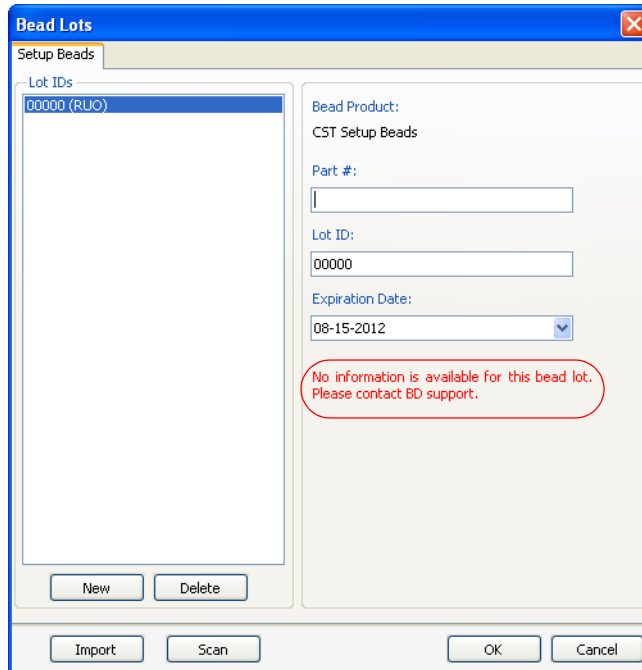 Bead Lots
Setup Beads
Lot IDs
00000 (RUO)
Bead Product:
CST Setup Beads
Part #:
Lot ID:
00000
Expiration Date:
08-15-2012
No information is available for this bead lot.
Please contact BD support.
New
Delete
Import
Scan
OK
Cancel